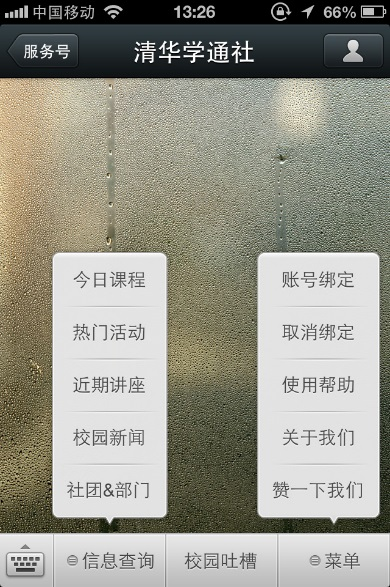 中国移动 13:26 66%
服务号 清华学通社
今日课程 账号绑定
热门活动 取消绑定
近期讲座 使用帮助
校园新闻 关于我们
社团&部门 赞一下我们
信息查询 校园吐槽 菜单